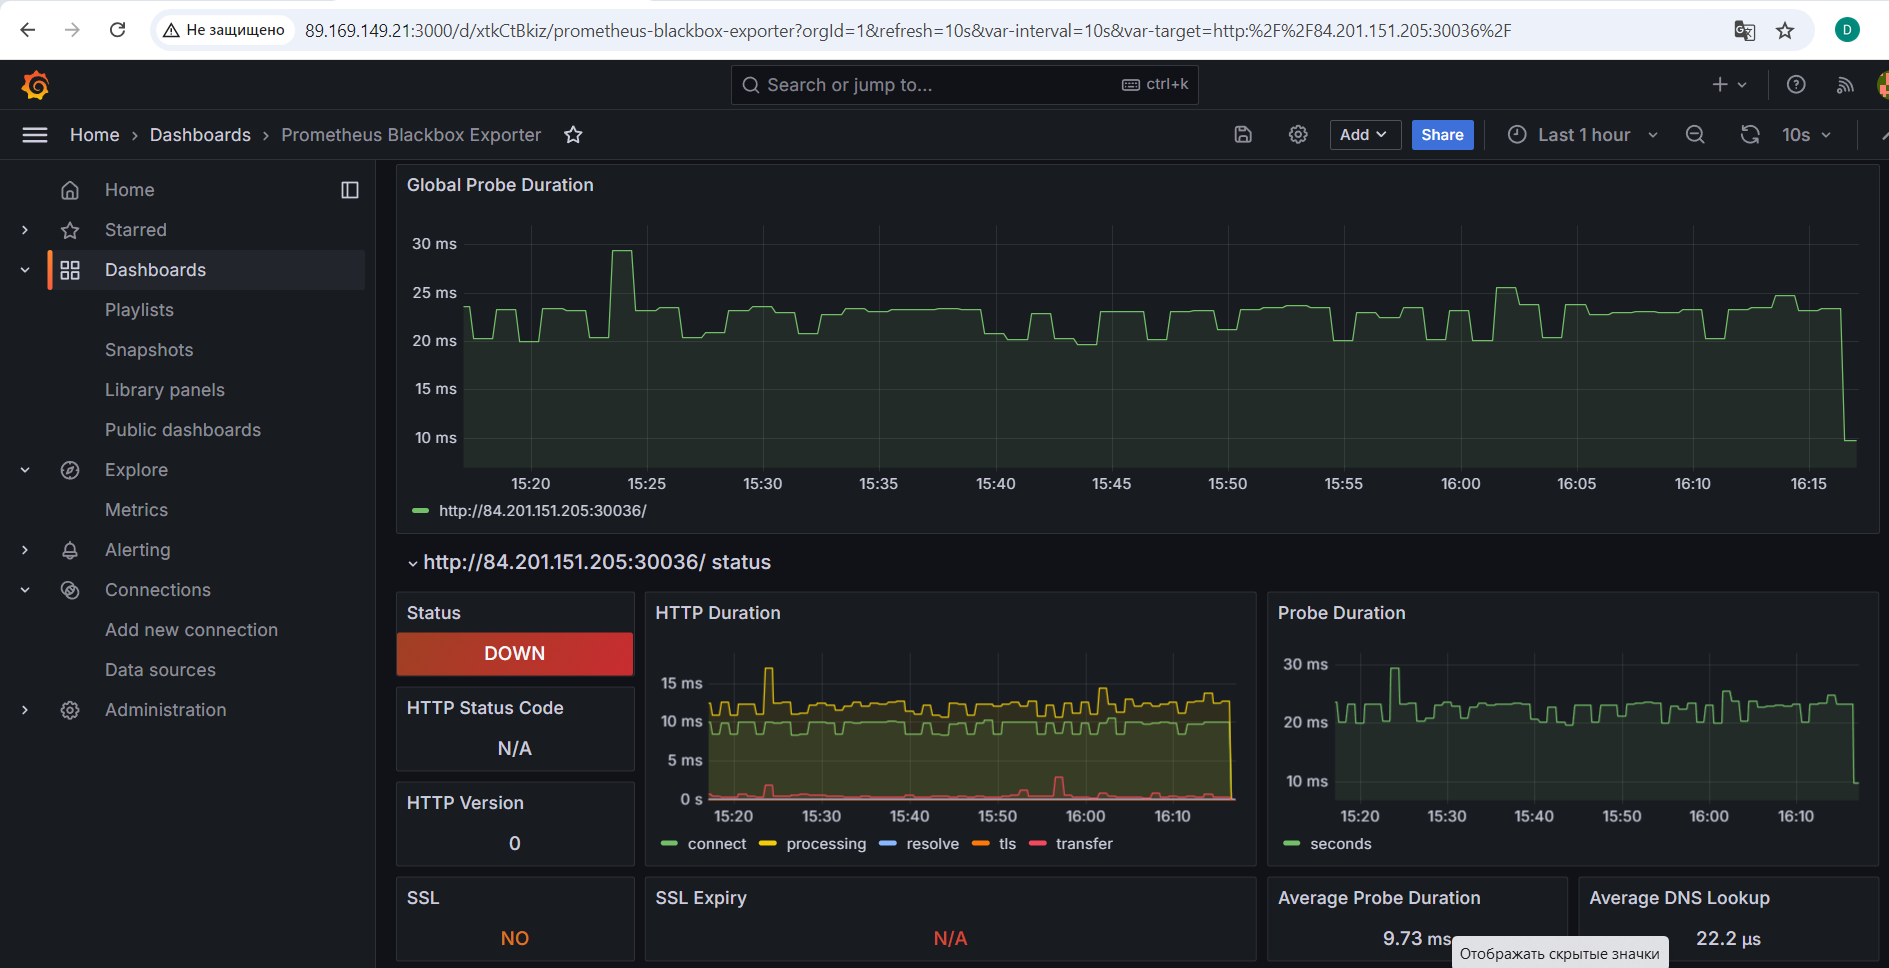 Не защищено
89.169.149.21:3000/d/xtkCtBkiz/prometheus-blackbox-exporter?orgId=1&refresh=10s&var-interval=10s&var-target=http:%2F%2F84.201.151.205:30036%2F
D
Search or jump to...
ctrl+k
Home › Dashboards › Prometheus Blackbox Exporter
Add
Share
Last 1 hour
10s
Home
Starred
Dashboards
Playlists
Snapshots
Library panels
Public dashboards
Explore
Metrics
Alerting
Connections
Add new connection
Data sources
Administration
Global Probe Duration
30 ms
25 ms
20 ms
15 ms
10 ms
15:20 15:25 15:30 15:35 15:40 15:45 15:50 15:55 16:00 16:05 16:10 16:15
http://84.201.151.205:30036/
http://84.201.151.205:30036/ status
Status
DOWN
HTTP Status Code
N/A
HTTP Version
0
SSL
NO
HTTP Duration
15 ms
10 ms
5 ms
0 s
15:20 15:30 15:40 15:50 16:00 16:10
connect processing resolve tls transfer
SSL Expiry
N/A
Probe Duration
30 ms
20 ms
10 ms
15:20 15:30 15:40 15:50 16:00 16:10
seconds
Average Probe Duration
9.73 ms
Average DNS Lookup
22.2 µs
Отображать скрытые значки